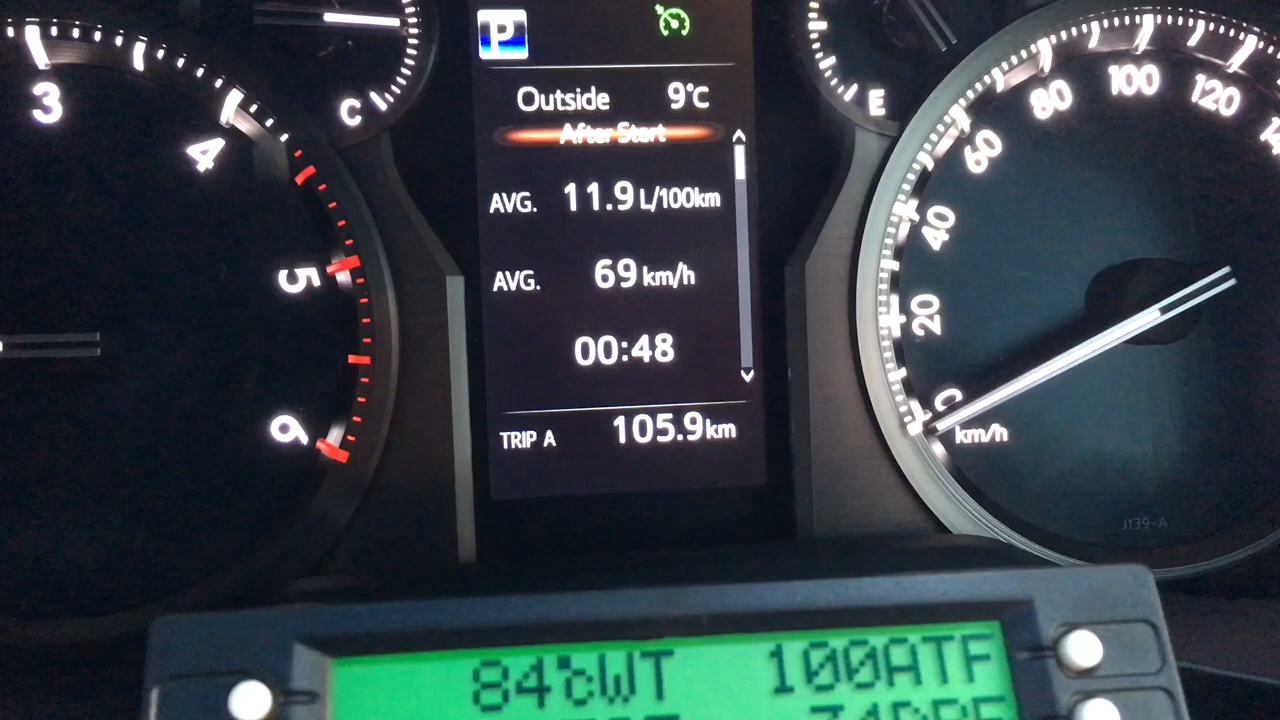 P
Outside 9°C
After Start
AVG. 11.9 L/100km
AVG. 69 km/h
00:48
TRIP A 105.9 km
3
4
5
6
C
E
0
20
40
60
80
100
120
km/h
J139-A
84°CWT 100ATF